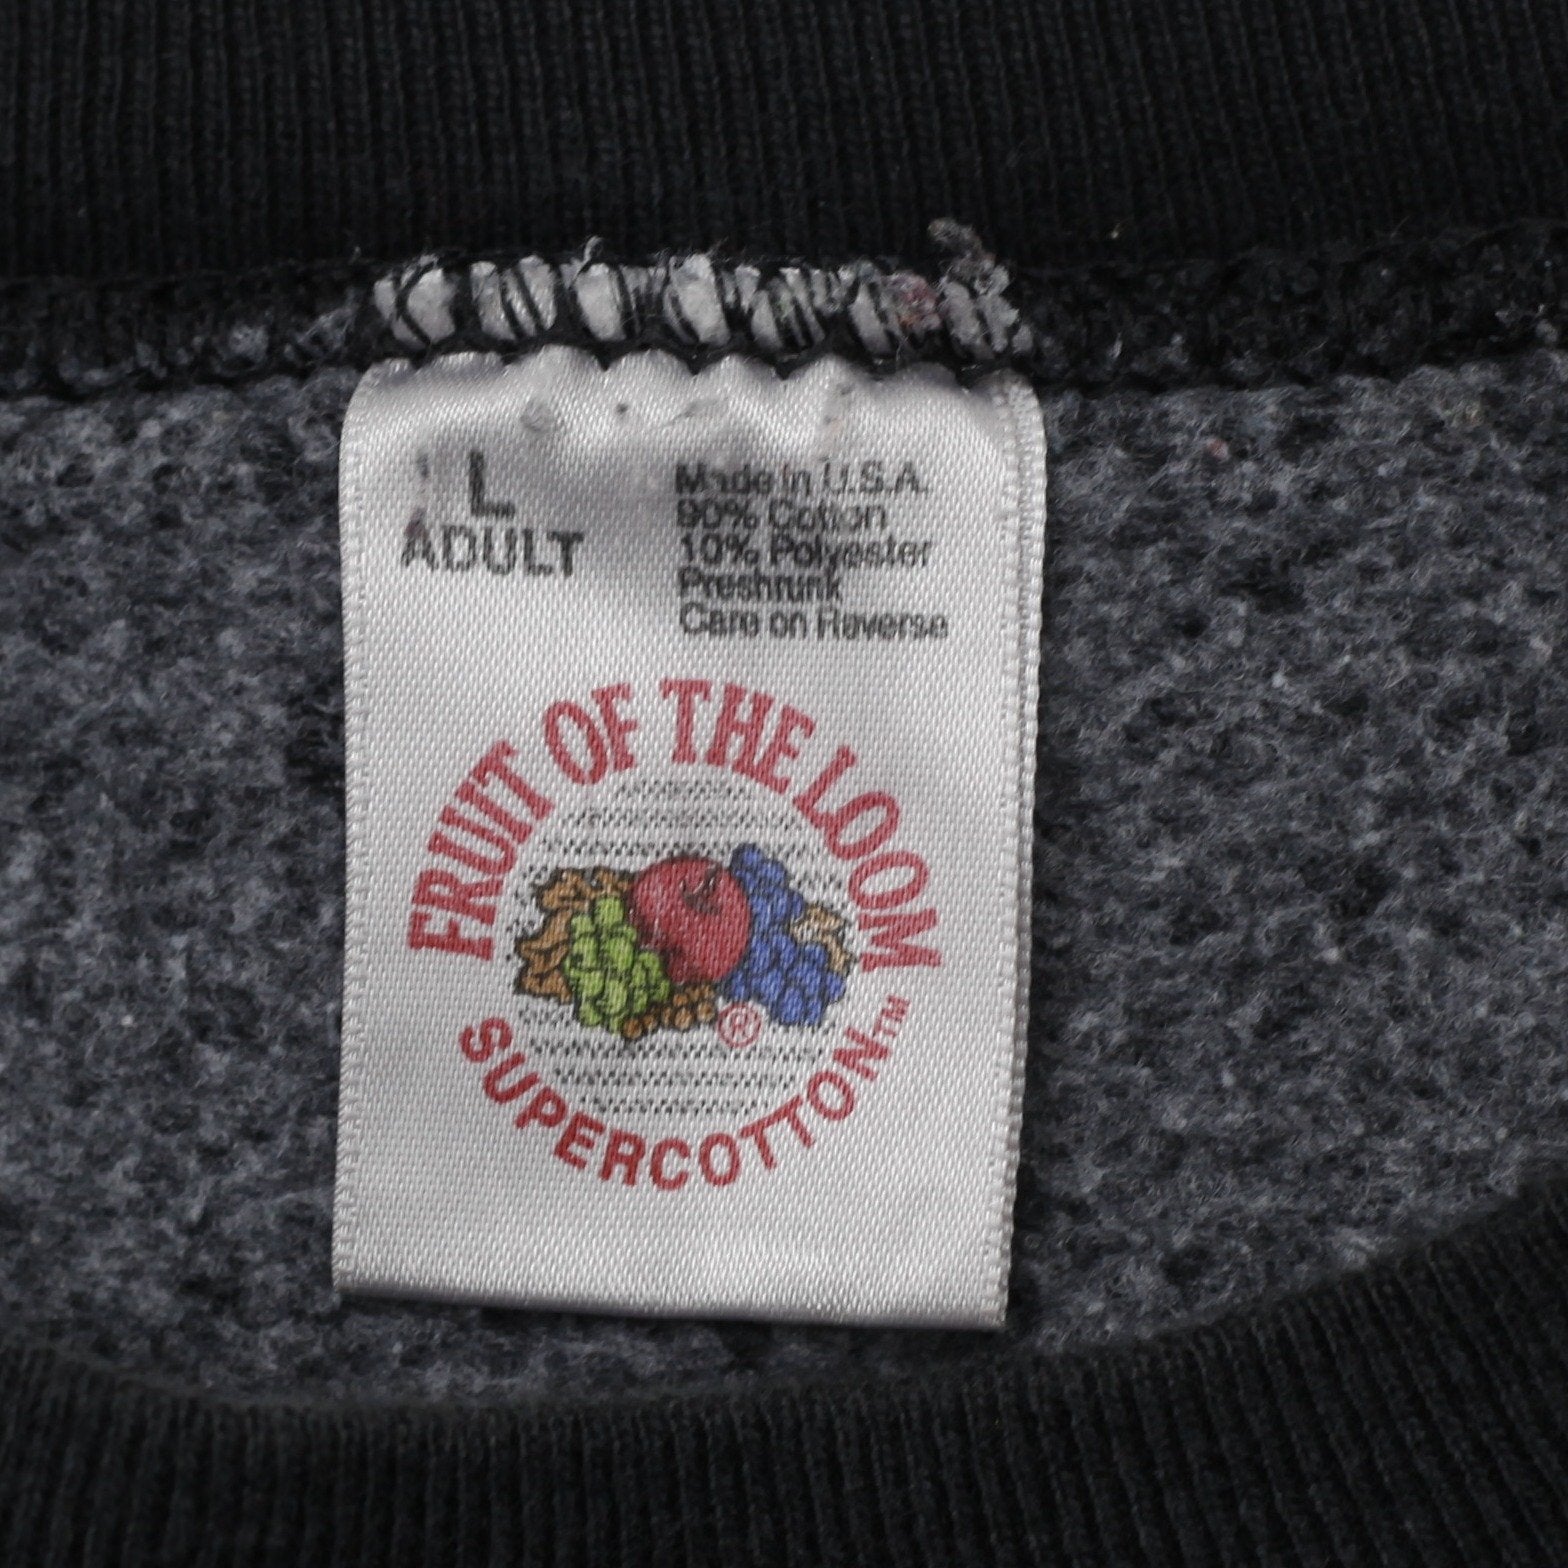 L
ADULT
Made in U.S.A.
90% Cotton
10% Polyester
Preshrunk
Care on Reverse
FRUIT OF THE LOOM
®
SUPERCOTTON™